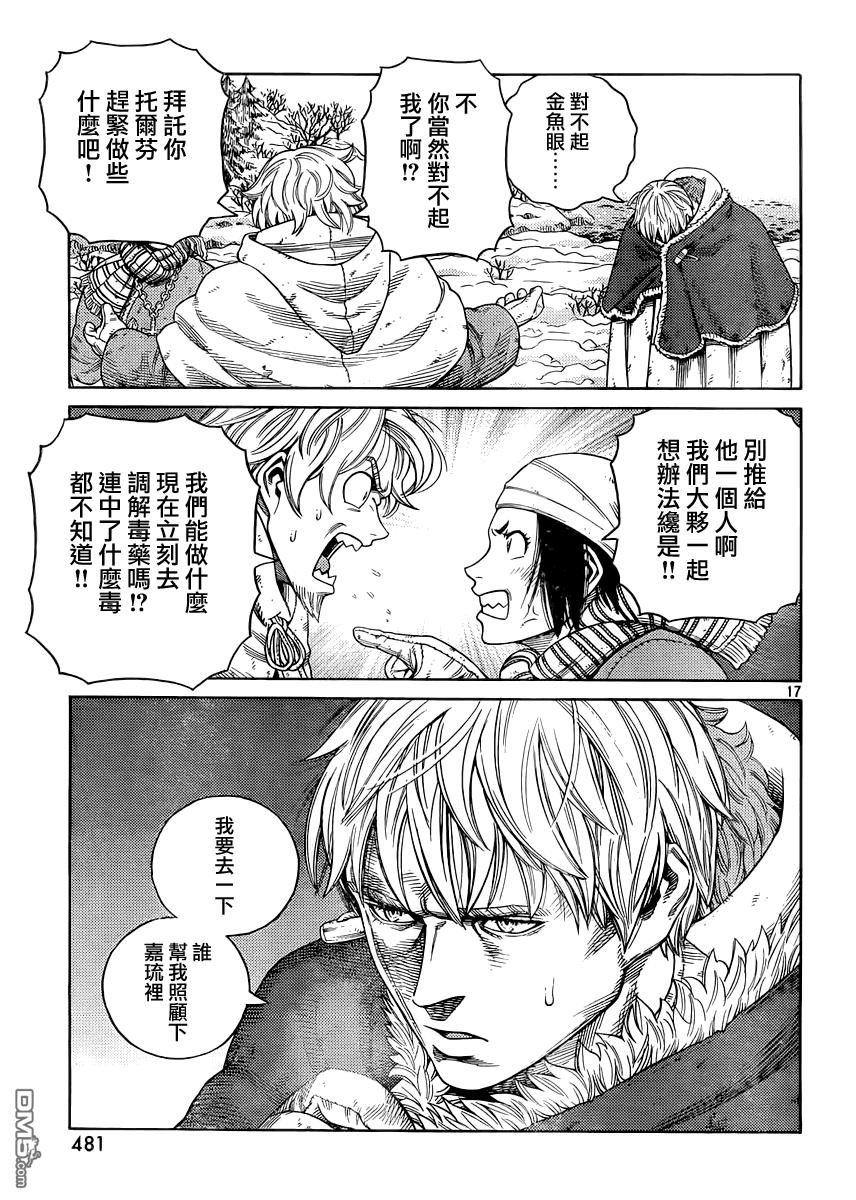 對不起
金魚眼……
不
你當然對不起
我了啊!?
拜託你
托爾芬
趕緊做些
什麼吧!
別推給
他一個人啊
我們大夥一起
想辦法纔是!!
我們能做什麼
現在立刻去
調解毒藥嗎!?
連中了什麼毒
都不知道!!
17
我要去一下
誰
幫我照顧下
嘉琉裡
481
DM5.com